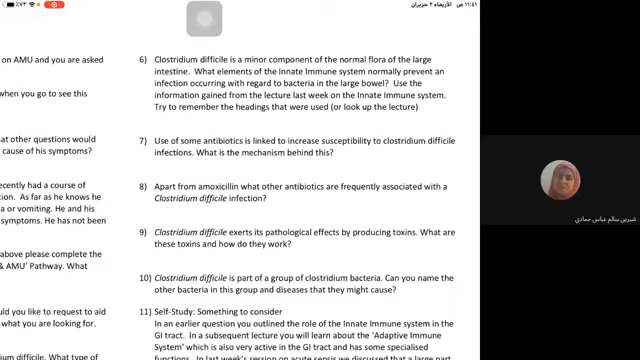 ١١:٤١ ص الأربعاء ٢ حزيران
٪٧٣
on AMU and you are asked
when you go to see this
hat other questions would
cause of his symptoms?
ecently had a course of
tion. As far as he knows he
a or vomiting. He and his
symptoms. He has not been
above please complete the
& AMU' Pathway. What
uld you like to request to aid
what you are looking for.
dium difficile. What type of
6) Clostridium difficile is a minor component of the normal flora of the large
intestine. What elements of the Innate Immune system normally prevent an
infection occurring with regard to bacteria in the large bowel? Use the
information gained from the lecture last week on the Innate Immune system.
Try to remember the headings that were used (or look up the lecture)
7) Use of some antibiotics is linked to increase susceptibility to clostridium difficile
infections. What is the mechanism behind this?
8) Apart from amoxicillin what other antibiotics are frequently associated with a
Clostridium difficile infection?
9) Clostridium difficile exerts its pathological effects by producing toxins. What are
these toxins and how do they work?
10) Clostridium difficile is part of a group of clostridium bacteria. Can you name the
other bacteria in this group and diseases that they might cause?
11) Self-Study: Something to consider
In an earlier question you outlined the role of the Innate Immune system in the
GI tract. In a subsequent lecture you will learn about the 'Adaptive Immune
System' which is also very active in the GI tract and has some specialised
functions. In last week's session on acute sepsis we discussed that a large part
شيرين سالم عباس حمادي